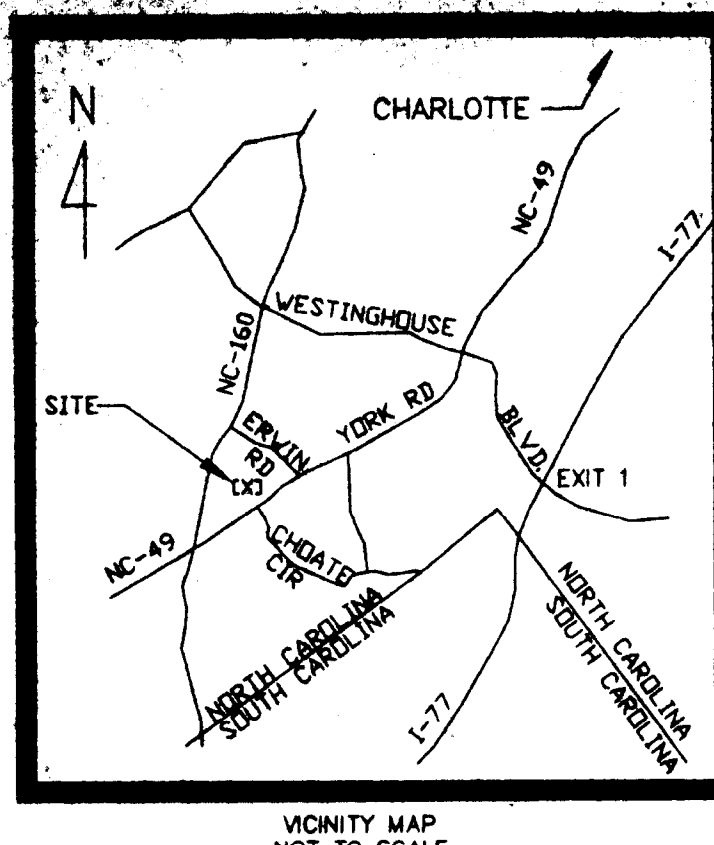 N
CHARLOTTE
NC-49
I-77
WESTINGHOUSE
NC-160
SITE
ERWIN
RD
YORK RD
BLVD.
[X]
EXIT 1
NC-49
CHOATE
CIR
NORTH CAROLINA
SOUTH CAROLINA
NORTH CAROLINA
SOUTH CAROLINA
I-77
VICINITY MAP
NOT TO SCALE